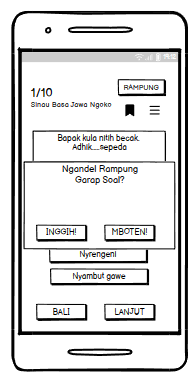 RAMPUNG
1/10
Sinau Basa Jawa Ngoko
Bapak kula nitih becak.
Adhik....sepeda
Ngandel Rampung
Garap Soal?
INGGIH!
MBOTEN!
Nyrengeni
Nyambut gawe
BALI
LANJUT